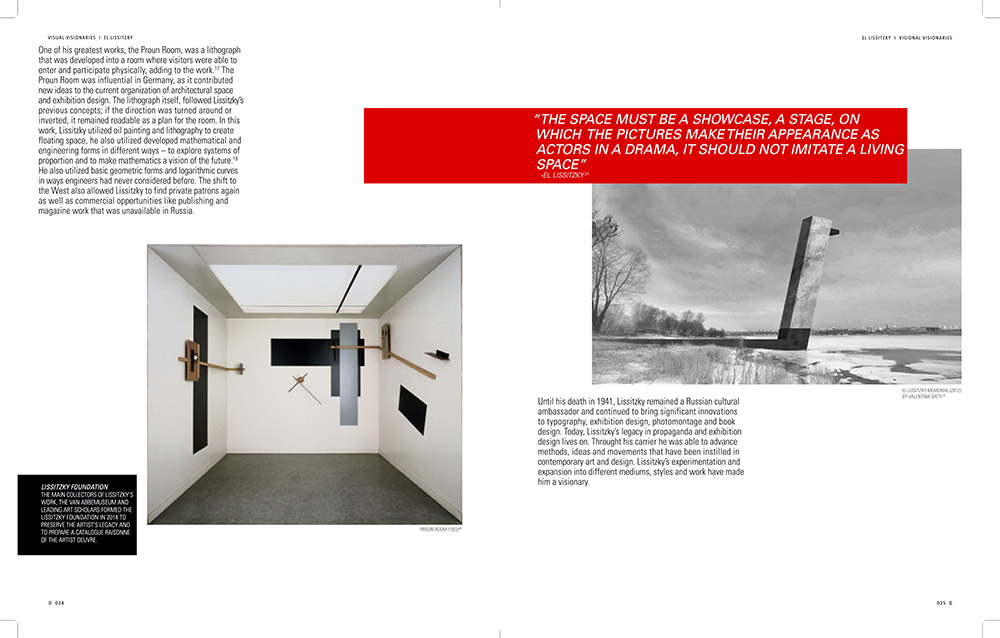 VISUAL VISIONARIES | EL LISSITZKY
One of his greatest works, the Proun Room, was a lithograph
that was developed into a room where visitors were able to
enter and participate physically, adding to the work.17 The
Proun Room was influential in Germany, as it contributed
new ideas to the current organization of architectural space
and exhibition design. The lithograph itself, followed Lissitzky's
previous concepts; if the direction was turned around or
inverted, it remained readable as a plan for the room. In this
work, Lissitzky utilized oil painting and lithography to create
floating space, he also utilized developed mathematical and
engineering forms in different ways – to explore systems of
proportion and to make mathematics a vision of the future.
He also utilized basic geometric forms and logarithmic curves
in ways engineers had never considered before. The shift to
the West also allowed Lissitzky to find private patrons again
as well as commercial opportunities like publishing and
magazine work that was unavailable in Russia.
LISSITZKY FOUNDATION
THE MAIN COLLECTORS OF LISSITZKY'S
WORK, THE VAN ABBEMUSEUM AND
LEADING ART SCHOLARS FORMED THE
LISSITZKY FOUNDATION IN 2014 TO
PRESERVE THE ARTIST'S LEGACY AND
TO PREPARE A CATALOGUE RAISONNE
OF THE ARTIST OEUVRE.
PROUN ROOM (1923)
D 024
EL LISSITZKY | VISIONAL VISIONARIES
"THE SPACE MUST BE A SHOWCASE, A STAGE, ON
WHICH THE PICTURES MAKE THEIR APPEARANCE AS
ACTORS IN A DRAMA, IT SHOULD NOT IMITATE A LIVING
SPACE"
-EL LISSITZKY
EL LISSITZKY MEMORIAL (2012)
BY VALENTINA SATTI
Until his death in 1941, Lissitzky remained a Russian cultural
ambassador and continued to bring significant innovations
to typography, exhibition design, photomontage and book
design. Today, Lissitzky's legacy in propaganda and exhibition
design lives on. Throught his carrier he was able to advance
methods, ideas and movements that have been instilled in
contemporary art and design. Lissitzky's experimentation and
expansion into different mediums, styles and work have made
him a visionary.
025 D